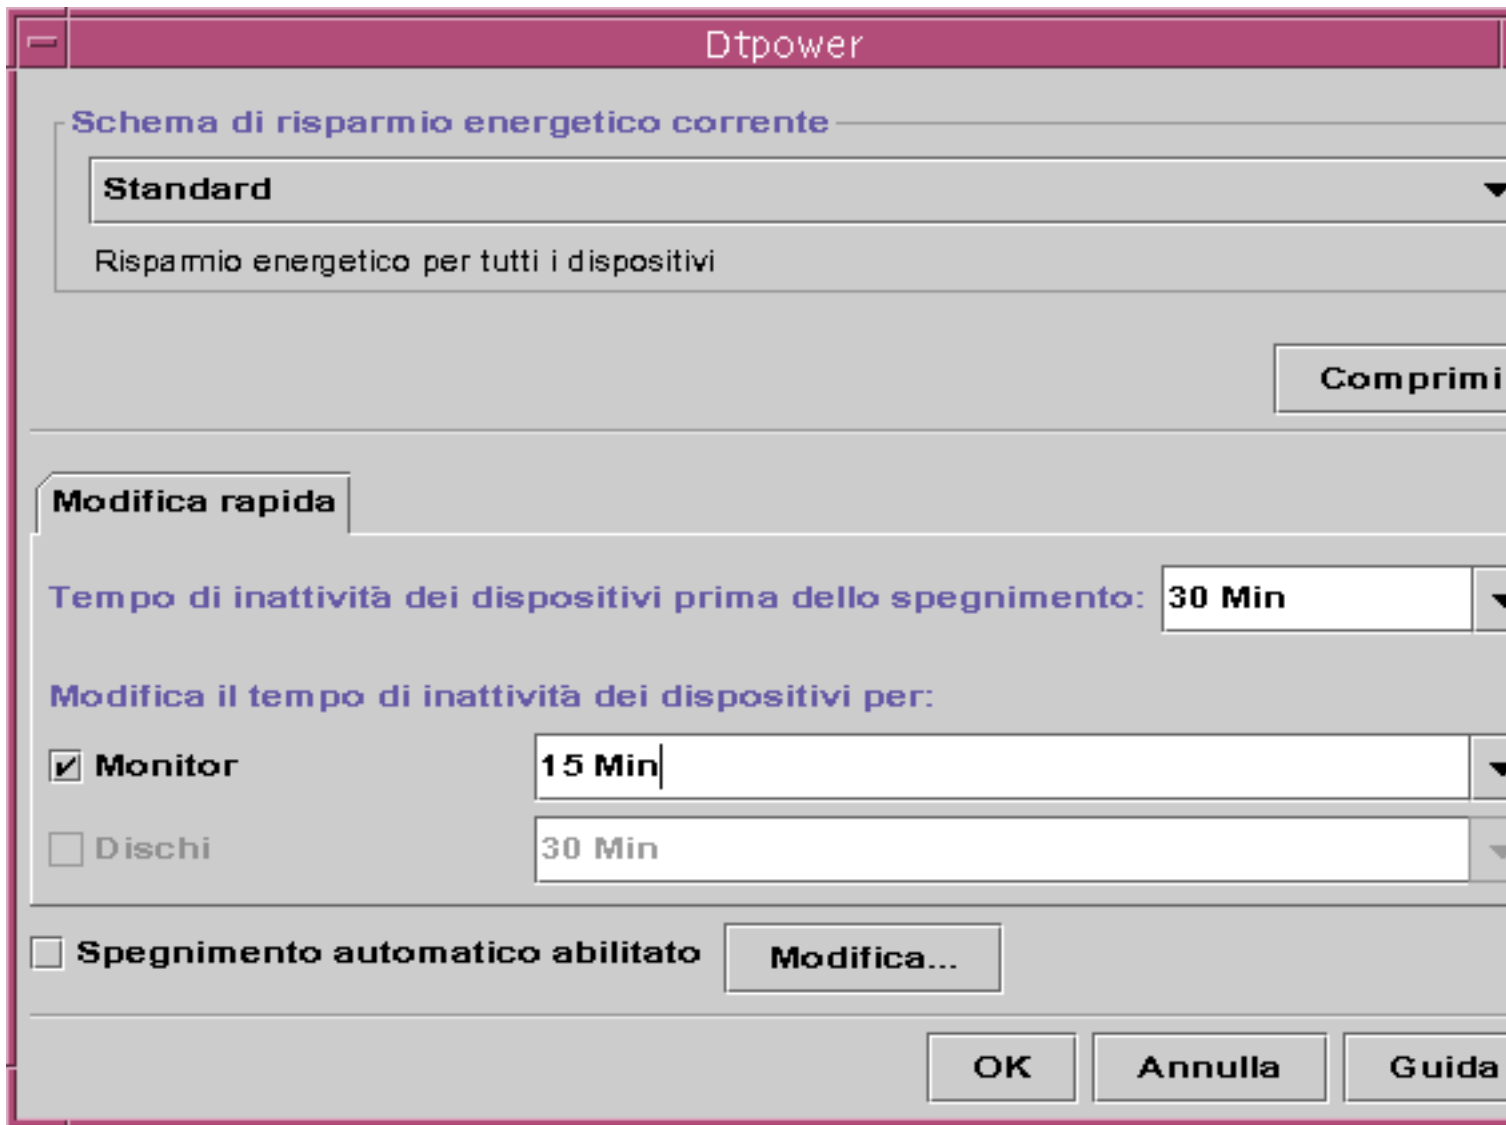 Dtpower
Schema di risparmio energetico corrente
Standard
Risparmio energetico per tutti i dispositivi
Comprimi
Modifica rapida
Tempo di inattività dei dispositivi prima dello spegnimento: 30 Min
Modifica il tempo di inattività dei dispositivi per:
Monitor 15 Min
Dischi 30 Min
Spegnimento automatico abilitato Modifica...
OK Annulla Guida